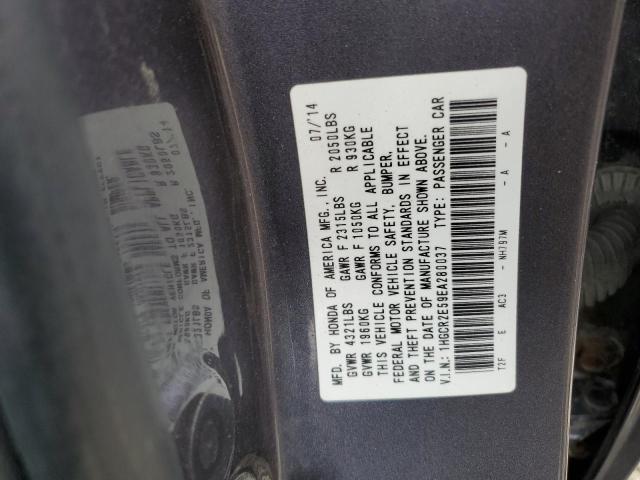 MFD. BY HONDA OF AMERICA MFG., INC. 07/'14
GVWR 4321LBS GAWR F 2315LBS R 2050LBS
GVWR 1960KG GAWR F 1050KG R 930KG
THIS VEHICLE CONFORMS TO ALL APPLICABLE
FEDERAL MOTOR VEHICLE SAFETY, BUMPER,
AND THEFT PREVENTION STANDARDS IN EFFECT
ON THE DATE OF MANUFACTURE SHOWN ABOVE.
V.I.N.: 1HGCR2E59EA280037 TYPE: PASSENGER CAR
T2F E AC3 - NH797M - A - A